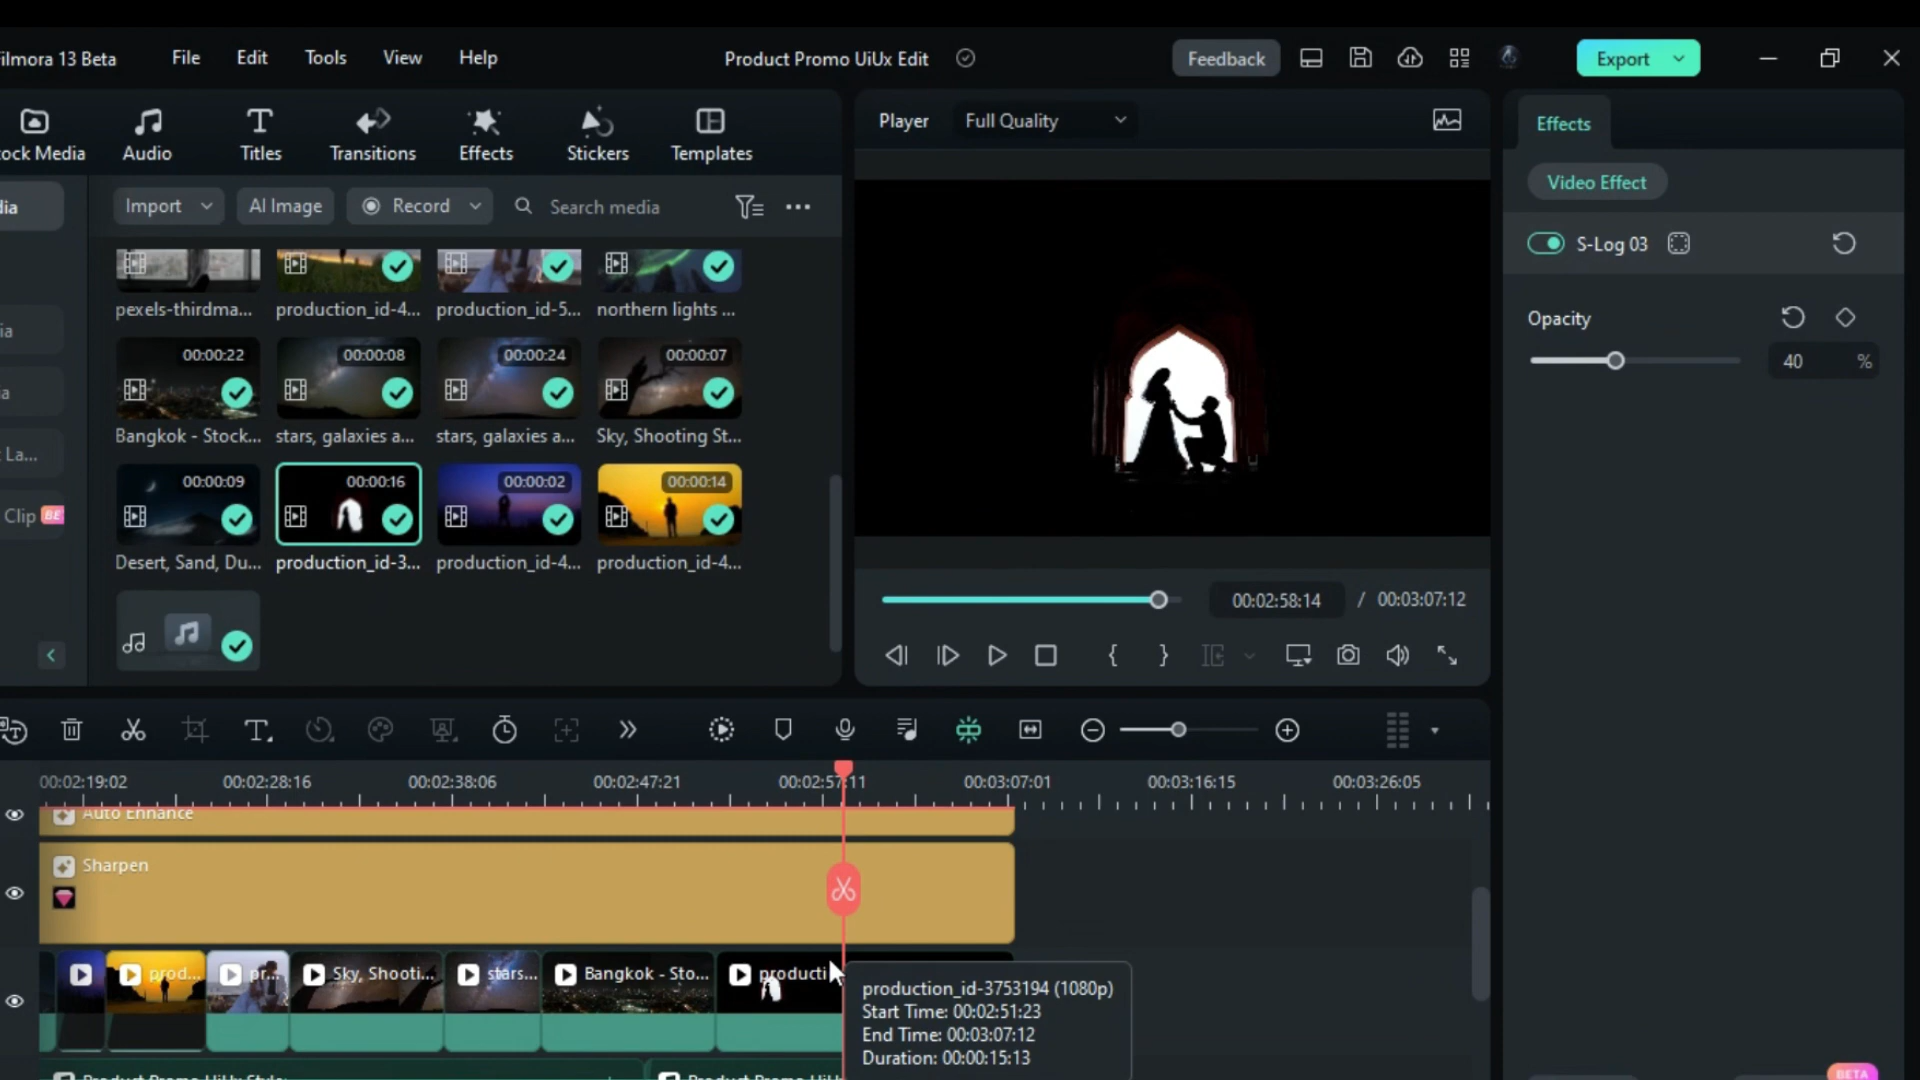 ilmora 13 Beta
File
Edit
Tools
View
Help
Product Promo UiUx Edit
Feedback
Export
ock Media
Audio
Titles
Transitions
Effects
Stickers
Templates
Player
Full Quality
Effects
Video Effect
dia
Import
AI Image
Record
Search media
S-Log 03
pexels-thirdma...
production_id-4...
production_id-5...
northern lights ...
Opacity
40
%
ia
00:00:22
00:00:08
00:00:24
00:00:07
a
Bangkok - Stock...
stars, galaxies a...
stars, galaxies a...
Sky, Shooting St...
t La...
00:00:09
00:00:16
00:00:02
00:00:14
Clip
BE
Desert, Sand, Du...
production_id-3...
production_id-4...
production_id-4...
00:02:58:14
/ 00:03:07:12
00:02:19:02
00:02:28:16
00:02:38:06
00:02:47:21
00:02:57:11
00:03:07:01
00:03:16:15
00:03:26:05
Auto Enhance
Sharpen
prod...
pr...
Sky, Shooti...
stars...
Bangkok - Sto...
producti
production_id-3753194 (1080p)
Start Time: 00:02:51:23
End Time: 00:03:07:12
Duration: 00:00:15:13
Product Promo UiUx Style
Product Promo UiU
BETA